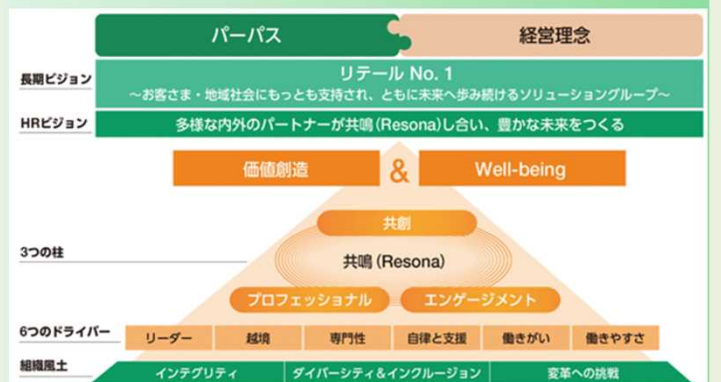 パーパス 経営理念
長期ビジョン
リテール No. 1
～お客さま・地域社会にもっとも支持され、ともに未来へ歩み続けるソリューショングループ～
HRビジョン 多様な内外のパートナーが共鳴(Resona)し合い、豊かな未来をつくる
価値創造 & Well-being
共創
3つの柱
共鳴(Resona)
プロフェッショナル エンゲージメント
6つのドライバー リーダー 越境 専門性 自律と支援 働きがい 働きやすさ
組織風土 インテグリティ ダイバーシティ&インクルージョン 変革への挑戦